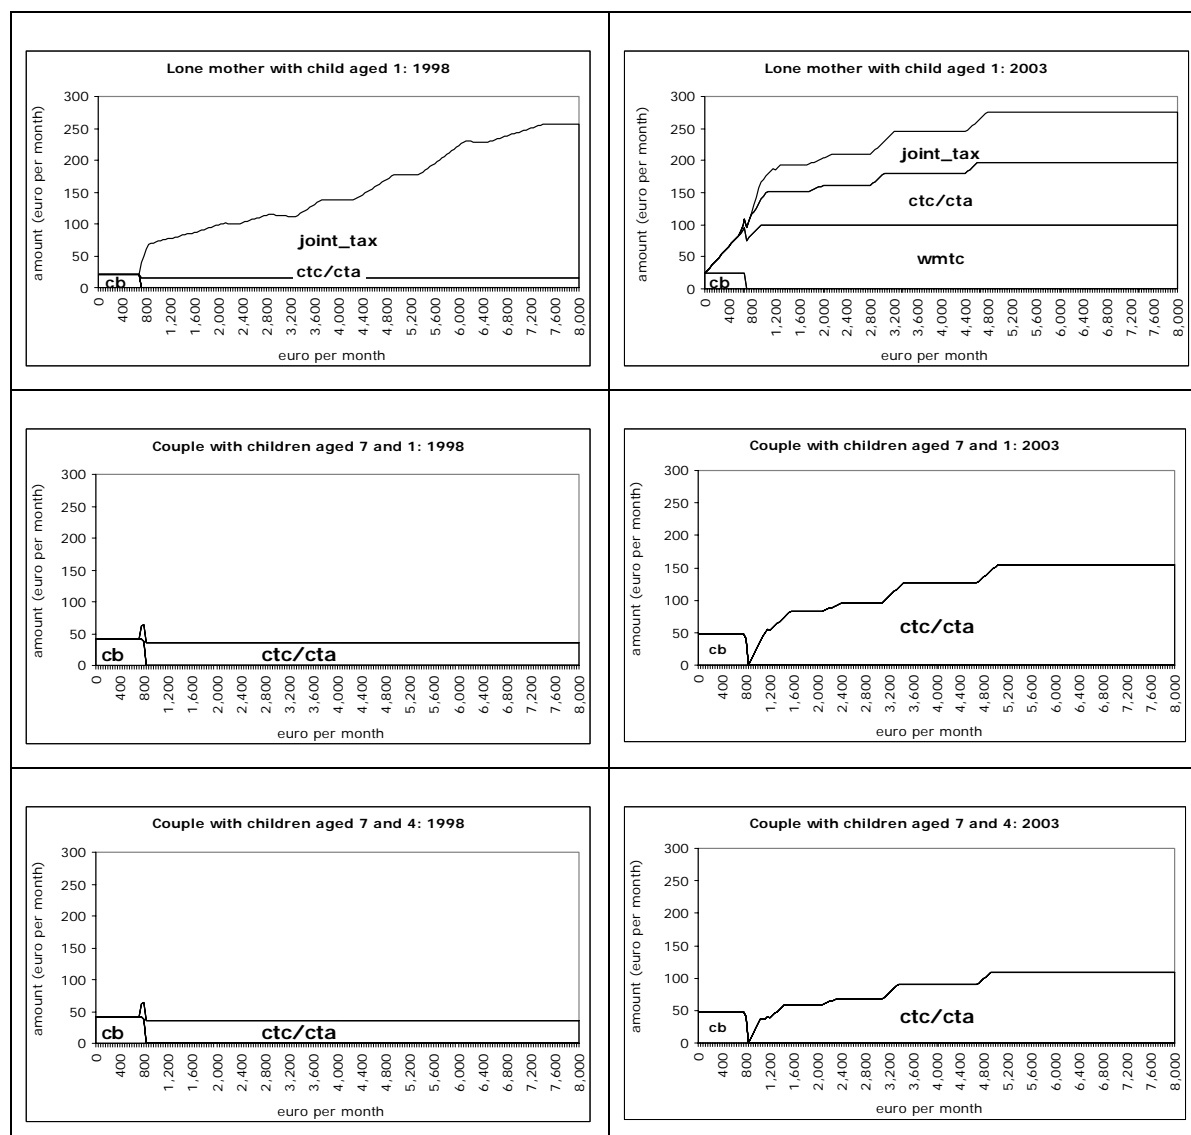 Lone mother with child aged 1: 1998
amount (euro per month)
300
250
200
150
100
50
0
joint_tax
ctc/cta
cb
0 400 800 1,200 1,600 2,000 2,400 2,800 3,200 3,600 4,000 4,400 4,800 5,200 5,600 6,000 6,400 6,800 7,200 7,600 8,000
euro per month
Lone mother with child aged 1: 2003
amount (euro per month)
300
250
200
150
100
50
0
joint_tax
ctc/cta
wmtc
cb
0 400 800 1,200 1,600 2,000 2,400 2,800 3,200 3,600 4,000 4,400 4,800 5,200 5,600 6,000 6,400 6,800 7,200 7,600 8,000
euro per month
Couple with children aged 7 and 1: 1998
amount (euro per month)
300
250
200
150
100
50
0
cb ctc/cta
0 400 800 1,200 1,600 2,000 2,400 2,800 3,200 3,600 4,000 4,400 4,800 5,200 5,600 6,000 6,400 6,800 7,200 7,600 8,000
euro per month
Couple with children aged 7 and 1: 2003
amount (euro per month)
300
250
200
150
100
50
0
ctc/cta
cb
0 400 800 1,200 1,600 2,000 2,400 2,800 3,200 3,600 4,000 4,400 4,800 5,200 5,600 6,000 6,400 6,800 7,200 7,600 8,000
euro per month
Couple with children aged 7 and 4: 1998
amount (euro per month)
300
250
200
150
100
50
0
cb ctc/cta
0 400 800 1,200 1,600 2,000 2,400 2,800 3,200 3,600 4,000 4,400 4,800 5,200 5,600 6,000 6,400 6,800 7,200 7,600 8,000
euro per month
Couple with children aged 7 and 4: 2003
amount (euro per month)
300
250
200
150
100
50
0
ctc/cta
cb
0 400 800 1,200 1,600 2,000 2,400 2,800 3,200 3,600 4,000 4,400 4,800 5,200 5,600 6,000 6,400 6,800 7,200 7,600 8,000
euro per month